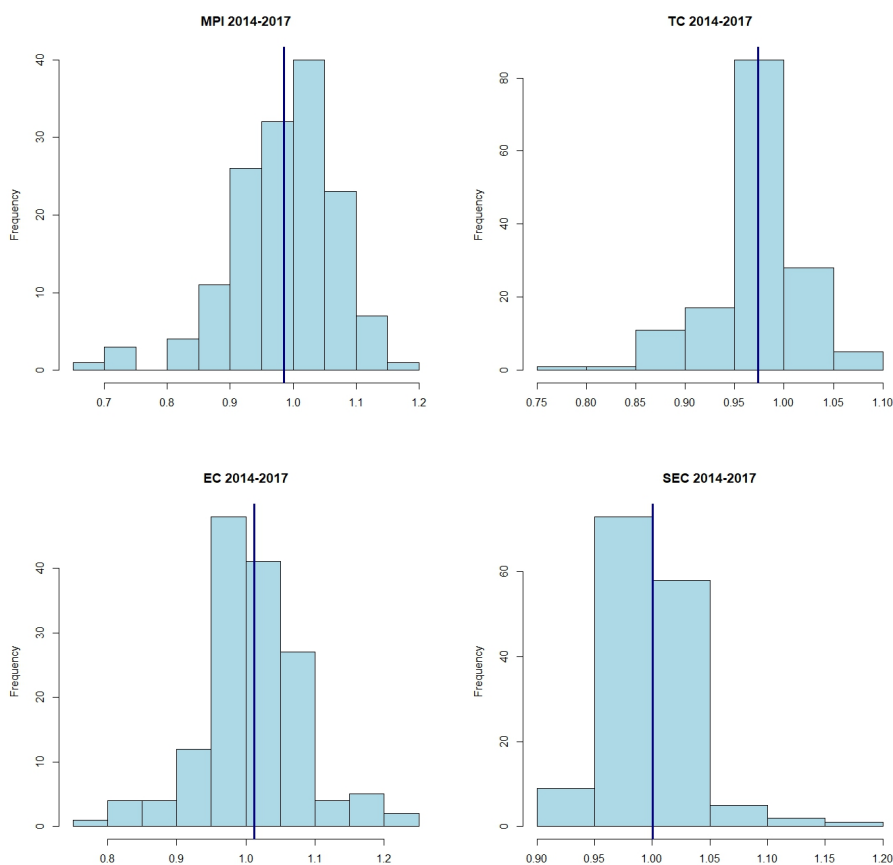 MPI 2014-2017
Frequency
0 10 20 30 40
0.7 0.8 0.9 1.0 1.1 1.2
TC 2014-2017
Frequency
0 20 40 60 80
0.75 0.80 0.85 0.90 0.95 1.00 1.05 1.10
EC 2014-2017
Frequency
0 10 20 30 40
0.8 0.9 1.0 1.1 1.2
SEC 2014-2017
Frequency
0 20 40 60
0.90 0.95 1.00 1.05 1.10 1.15 1.20